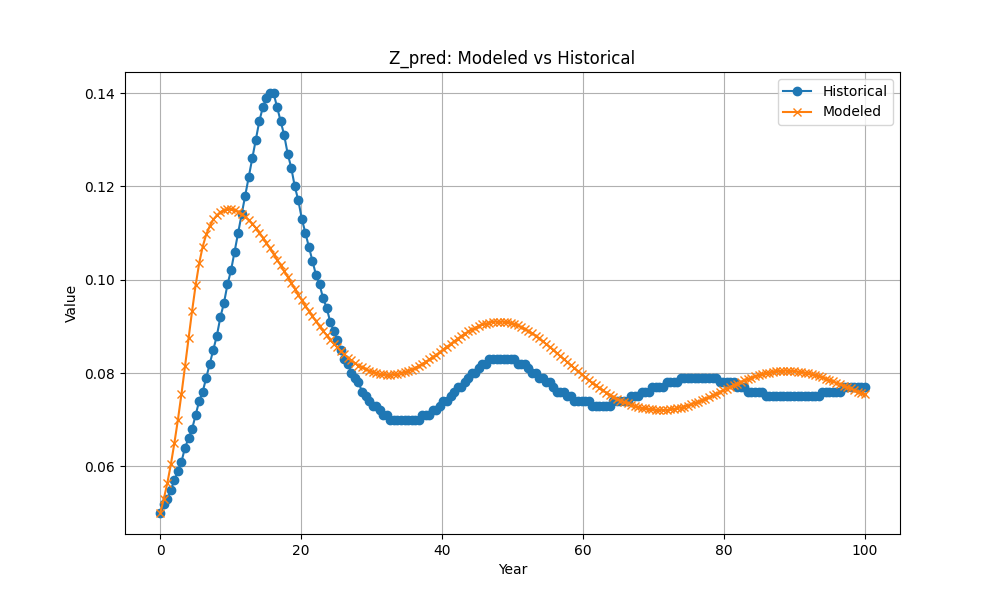 Z_pred: Modeled vs Historical
Historical
Modeled
Value
0.14
0.12
0.10
0.08
0.06
0 20 40 60 80 100
Year